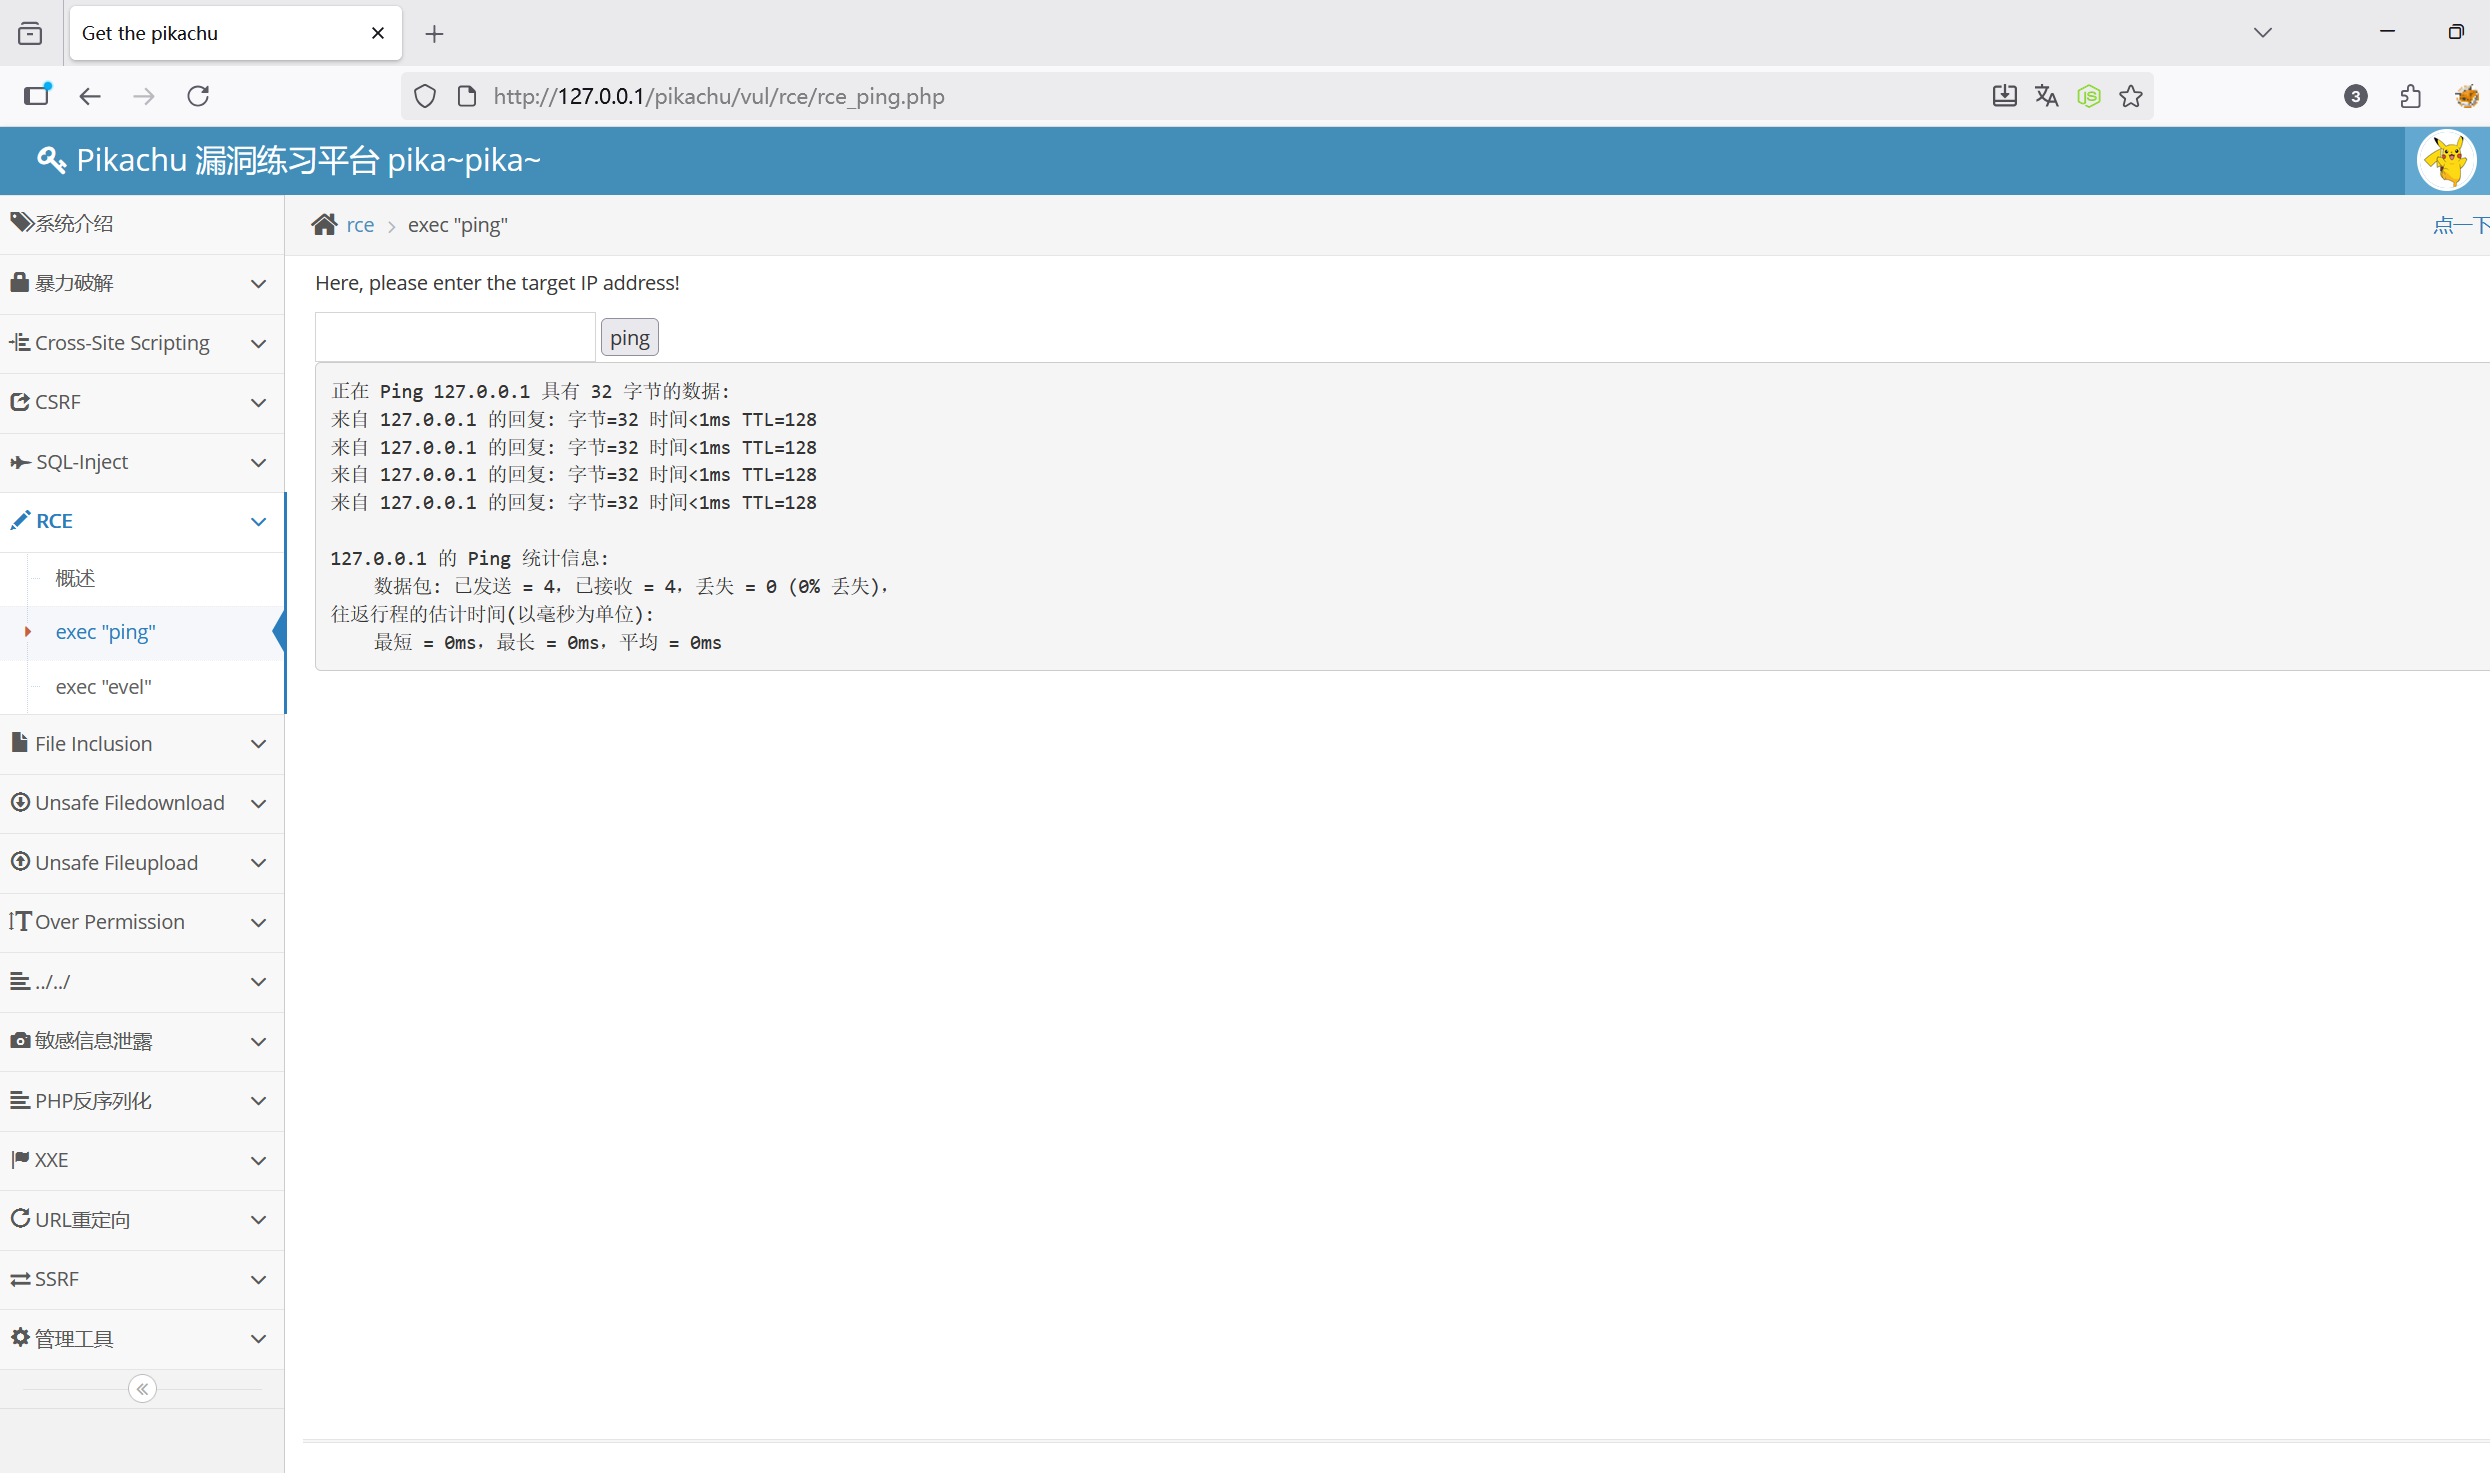 Get the pikachu
http://127.0.0.1/pikachu/vul/rce/rce_ping.php
JS
3
Pikachu 漏洞练习平台 pika~pika~
系统介绍
暴力破解
Cross-Site Scripting
CSRF
SQL-Inject
RCE
概述
exec "ping"
exec "evel"
File Inclusion
Unsafe Filedownload
Unsafe Fileupload
Over Permission
../../
敏感信息泄露
PHP反序列化
XXE
URL重定向
SSRF
管理工具
rce > exec "ping"
点一下
Here, please enter the target IP address!
ping
正在 Ping 127.0.0.1 具有 32 字节的数据:
来自 127.0.0.1 的回复: 字节=32 时间<1ms TTL=128
来自 127.0.0.1 的回复: 字节=32 时间<1ms TTL=128
来自 127.0.0.1 的回复: 字节=32 时间<1ms TTL=128
来自 127.0.0.1 的回复: 字节=32 时间<1ms TTL=128
127.0.0.1 的 Ping 统计信息:
数据包: 已发送 = 4，已接收 = 4，丢失 = 0 (0% 丢失)，
往返行程的估计时间(以毫秒为单位):
最短 = 0ms，最长 = 0ms，平均 = 0ms